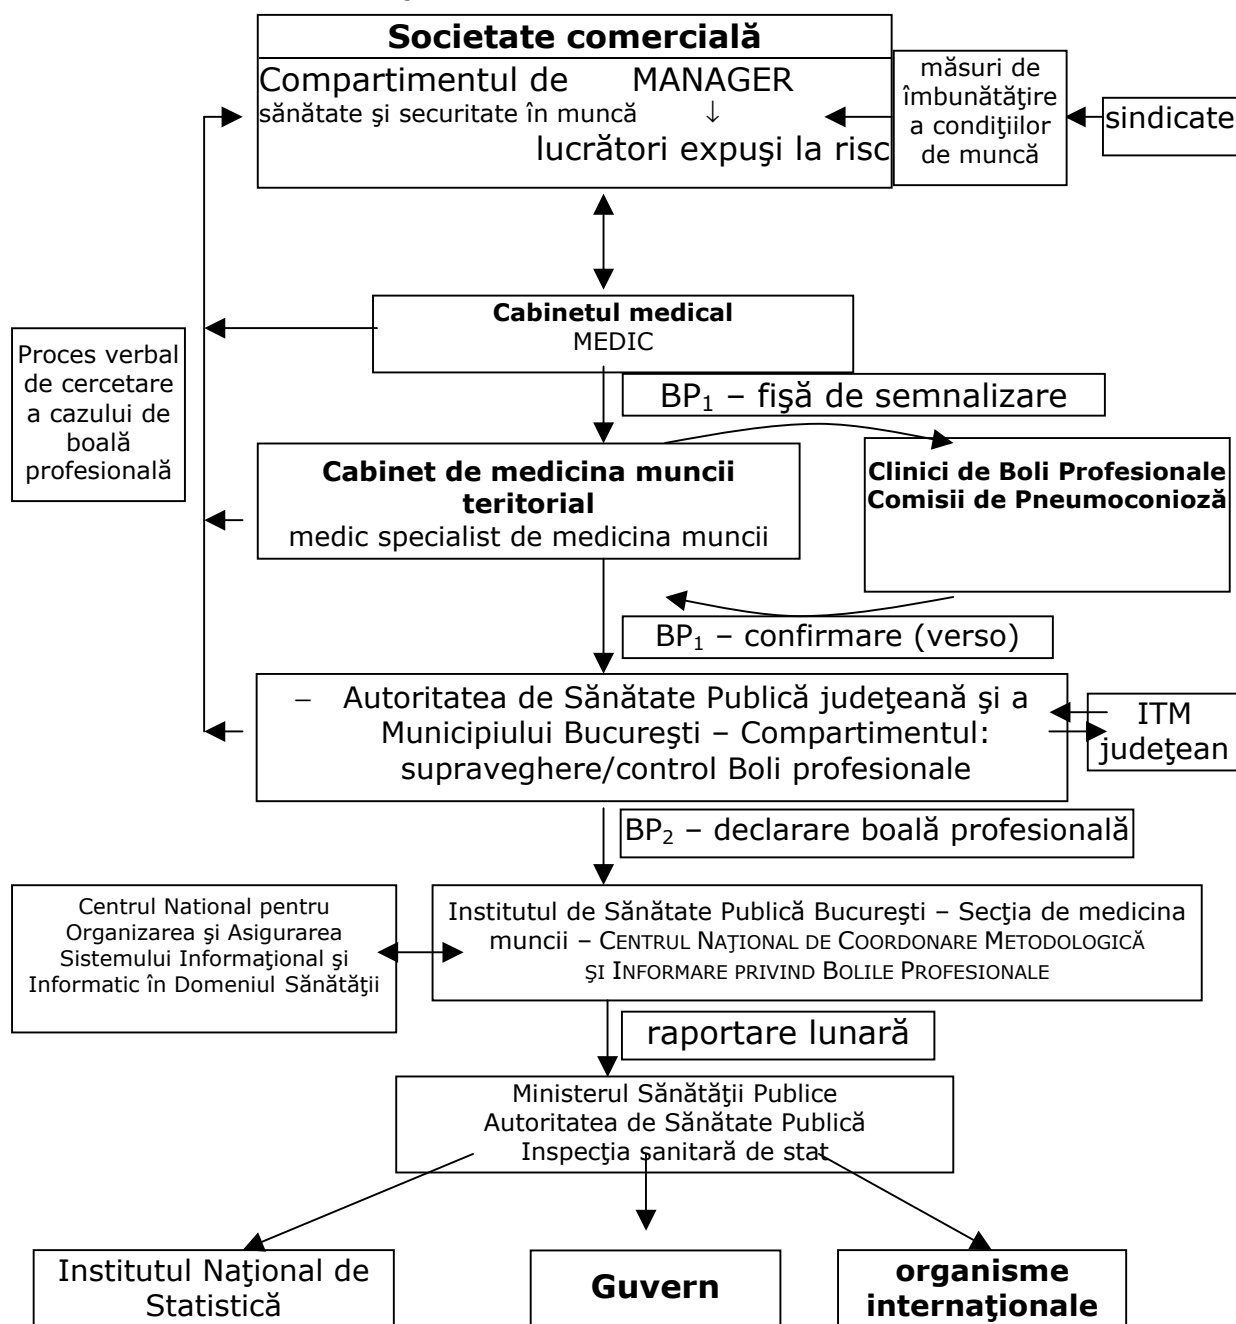 Societate comercială
Compartimentul de MANAGER
sănătate şi securitate în muncă ↓
lucrători expuşi la risc
măsuri de
îmbunătăţire
a condiţiilor
de muncă
sindicate
Cabinetul medical
MEDIC
Proces verbal
de cercetare
a cazului de
boală
profesională
BP₁ – fişă de semnalizare
Cabinet de medicina muncii
teritorial
medic specialist de medicina muncii
Clinici de Boli Profesionale
Comisii de Pneumoconioză
BP₁ – confirmare (verso)
– Autoritatea de Sănătate Publică judeţeană şi a
Municipiului Bucureşti – Compartimentul:
supraveghere/control Boli profesionale
ITM
judeţean
BP₂ – declarare boală profesională
Centrul National pentru
Organizarea şi Asigurarea
Sistemului Informaţional şi
Informatic în Domeniul Sănătăţii
Institutul de Sănătate Publică Bucureşti – Secţia de medicina
muncii – CENTRUL NAŢIONAL DE COORDONARE METODOLOGICĂ
ŞI INFORMARE PRIVIND BOLILE PROFESIONALE
raportare lunară
Ministerul Sănătăţii Publice
Autoritatea de Sănătate Publică
Inspecţia sanitară de stat
Institutul Naţional de
Statistică
Guvern
organisme
internaţionale